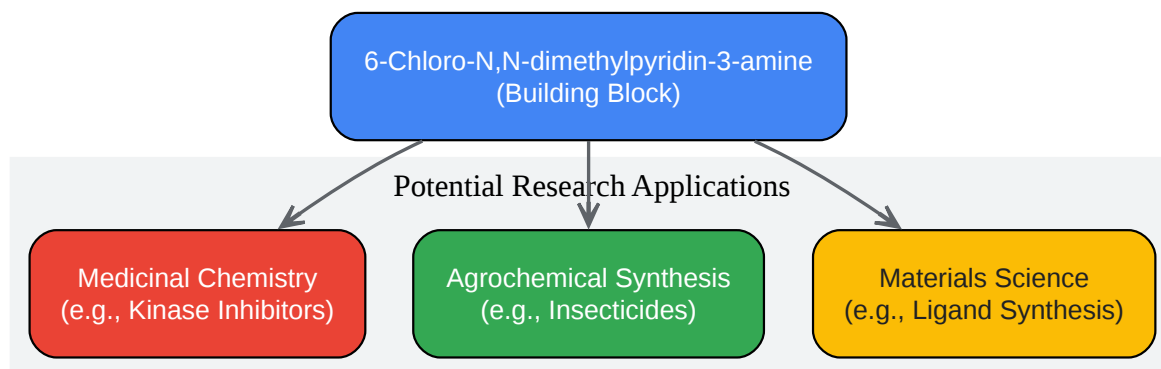 6-Chloro-N,N-dimethylpyridin-3-amine
(Building Block)
Potential Research Applications
Medicinal Chemistry
(e.g., Kinase Inhibitors)
Agrochemical Synthesis
(e.g., Insecticides)
Materials Science
(e.g., Ligand Synthesis)